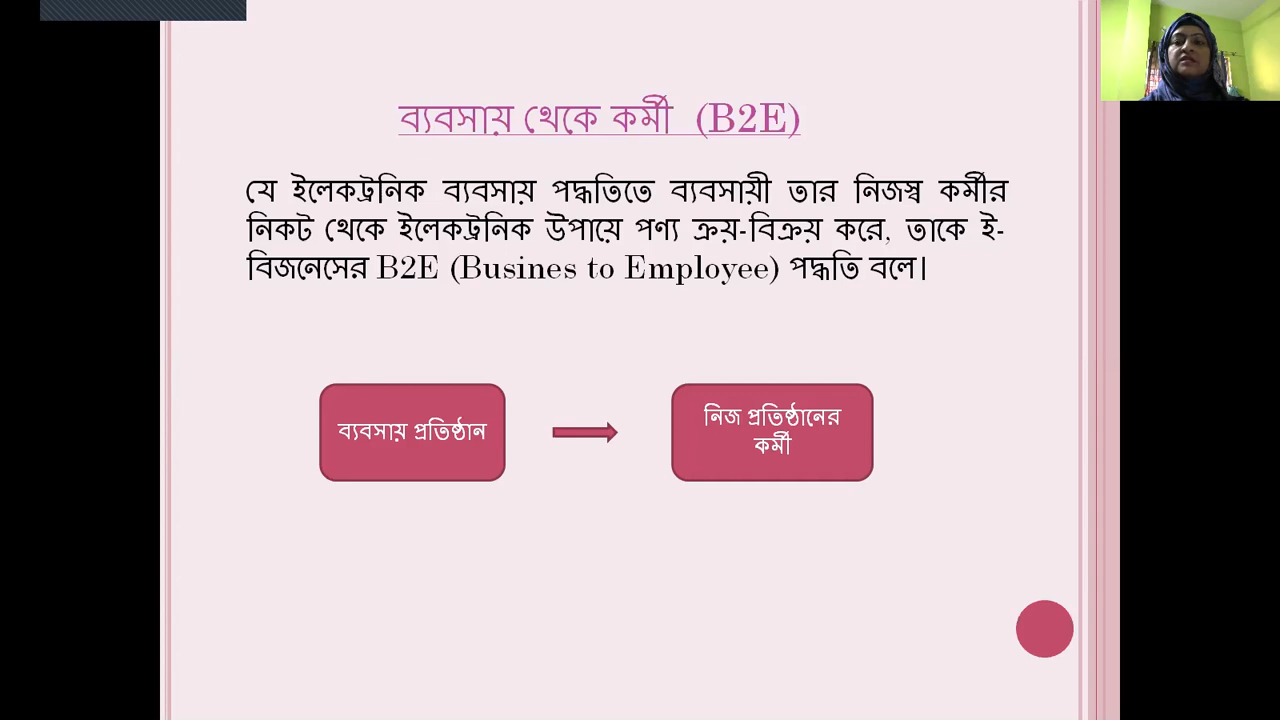 ব্যবসায় থেকে কর্মী (B2E)
যে ইলেকট্রনিক ব্যবসায় পদ্ধতিতে ব্যবসায়ী তার নিজস্ব কর্মীর
নিকট থেকে ইলেকট্রনিক উপায়ে পণ্য ক্রয়-বিক্রয় করে, তাকে ই-
বিজনেসের B2E (Busines to Employee) পদ্ধতি বলে।
ব্যবসায় প্রতিষ্ঠান
নিজ প্রতিষ্ঠানের
কর্মী